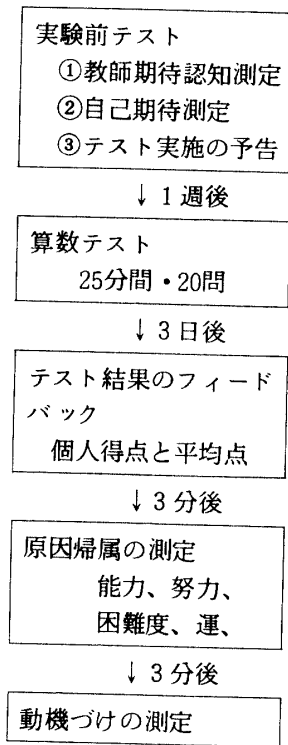 実験前テスト
①教師期待認知測定
②自己期待測定
③テスト実施の予告
↓1週後
算数テスト
25分間・20問
↓3日後
テスト結果のフィード
バック
個人得点と平均点
↓3分後
原因帰属の測定
能力、努力、
困難度、運、
↓3分後
動機づけの測定